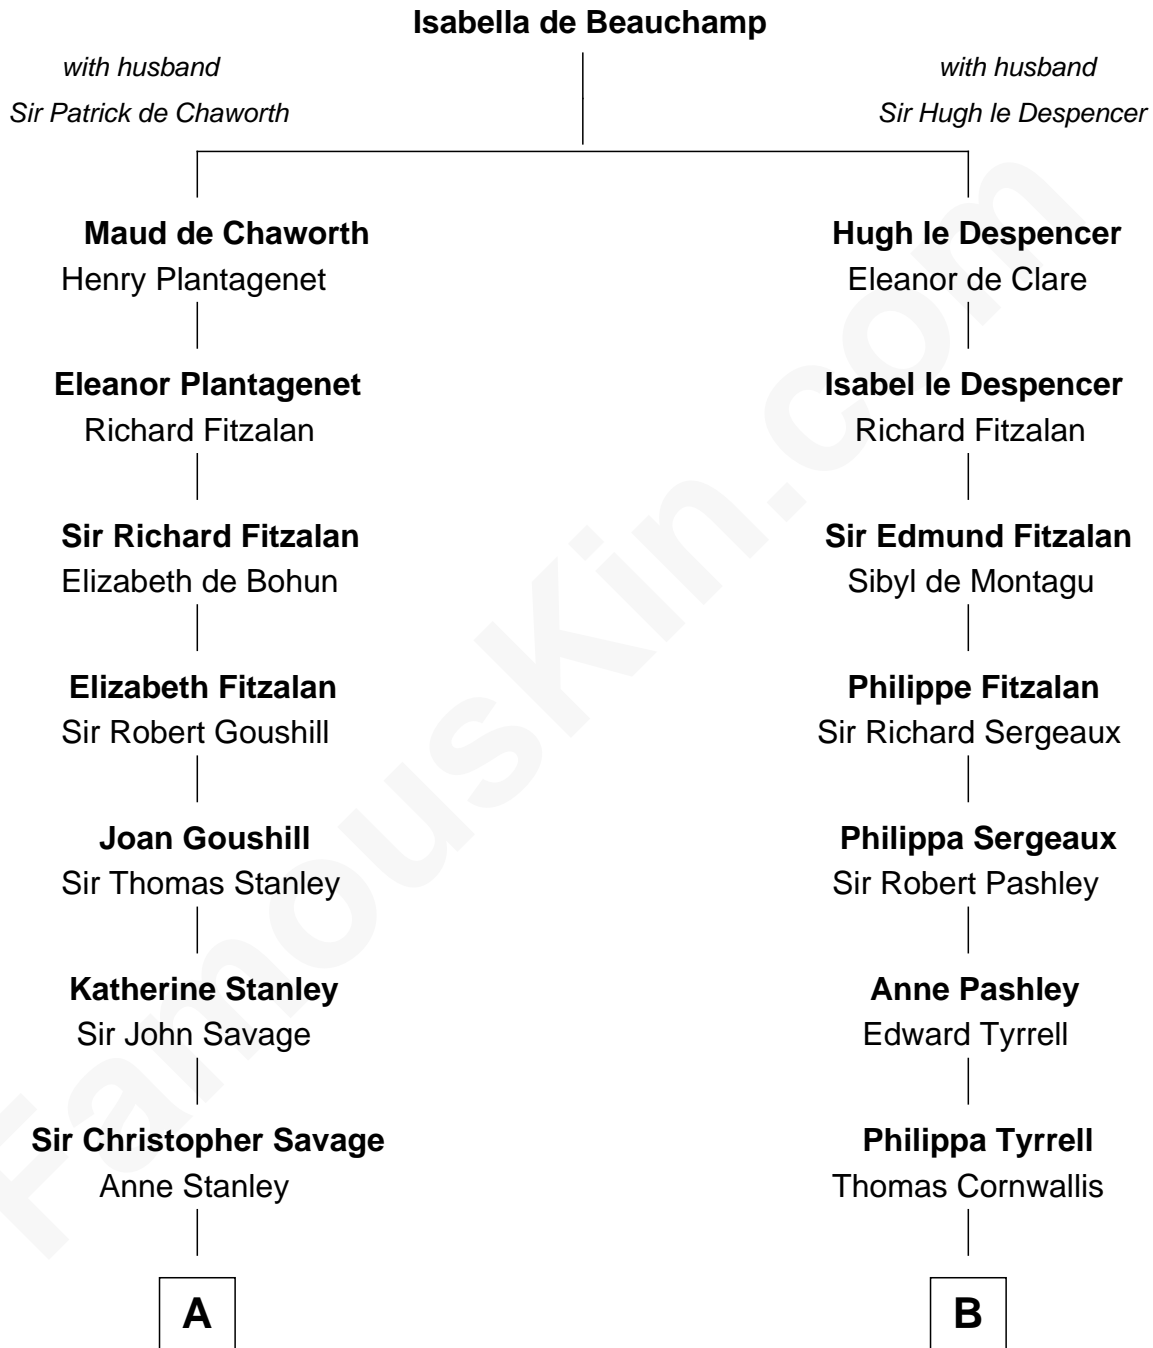 Isabella de Beauchamp
with husband
Sir Patrick de Chaworth
with husband
Sir Hugh le Despencer
Maud de Chaworth
Henry Plantagenet
Hugh le Despencer
Eleanor de Clare
Eleanor Plantagenet
Richard Fitzalan
Isabel le Despencer
Richard Fitzalan
Sir Richard Fitzalan
Elizabeth de Bohun
Sir Edmund Fitzalan
Sibyl de Montagu
Elizabeth Fitzalan
Sir Robert Goushill
Philippe Fitzalan
Sir Richard Sergeaux
Joan Goushill
Sir Thomas Stanley
Philippa Sergeaux
Sir Robert Pashley
Katherine Stanley
Sir John Savage
Anne Pashley
Edward Tyrrell
Sir Christopher Savage
Anne Stanley
Philippa Tyrrell
Thomas Cornwallis
A
B
FamousKin.com